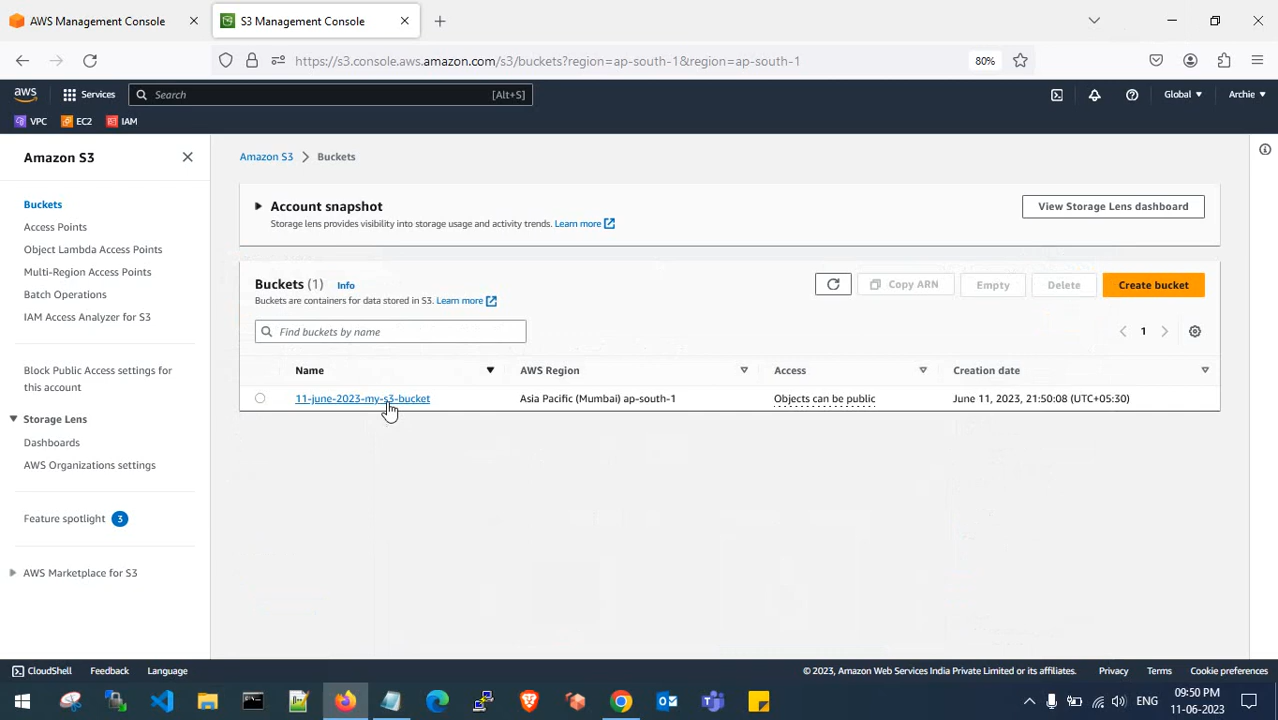 AWS Management Console
S3 Management Console
https://s3.console.aws.amazon.com/s3/buckets?region=ap-south-1&region=ap-south-1
80%
aws
Services
Search
[Alt+S]
Global
Archie
VPC
EC2
IAM
Amazon S3
Buckets
Access Points
Object Lambda Access Points
Multi-Region Access Points
Batch Operations
IAM Access Analyzer for S3
Block Public Access settings for
this account
Storage Lens
Dashboards
AWS Organizations settings
Feature spotlight 3
AWS Marketplace for S3
Amazon S3 > Buckets
Account snapshot
Storage lens provides visibility into storage usage and activity trends. Learn more
View Storage Lens dashboard
Buckets (1) Info
Buckets are containers for data stored in S3. Learn more
Copy ARN
Empty
Delete
Create bucket
Find buckets by name
1
Name AWS Region Access Creation date
11-june-2023-my-s3-bucket Asia Pacific (Mumbai) ap-south-1 Objects can be public June 11, 2023, 21:50:08 (UTC+05:30)
CloudShell Feedback Language
© 2023, Amazon Web Services India Private Limited or its affiliates. Privacy Terms Cookie preferences
ENG
09:50 PM
11-06-2023